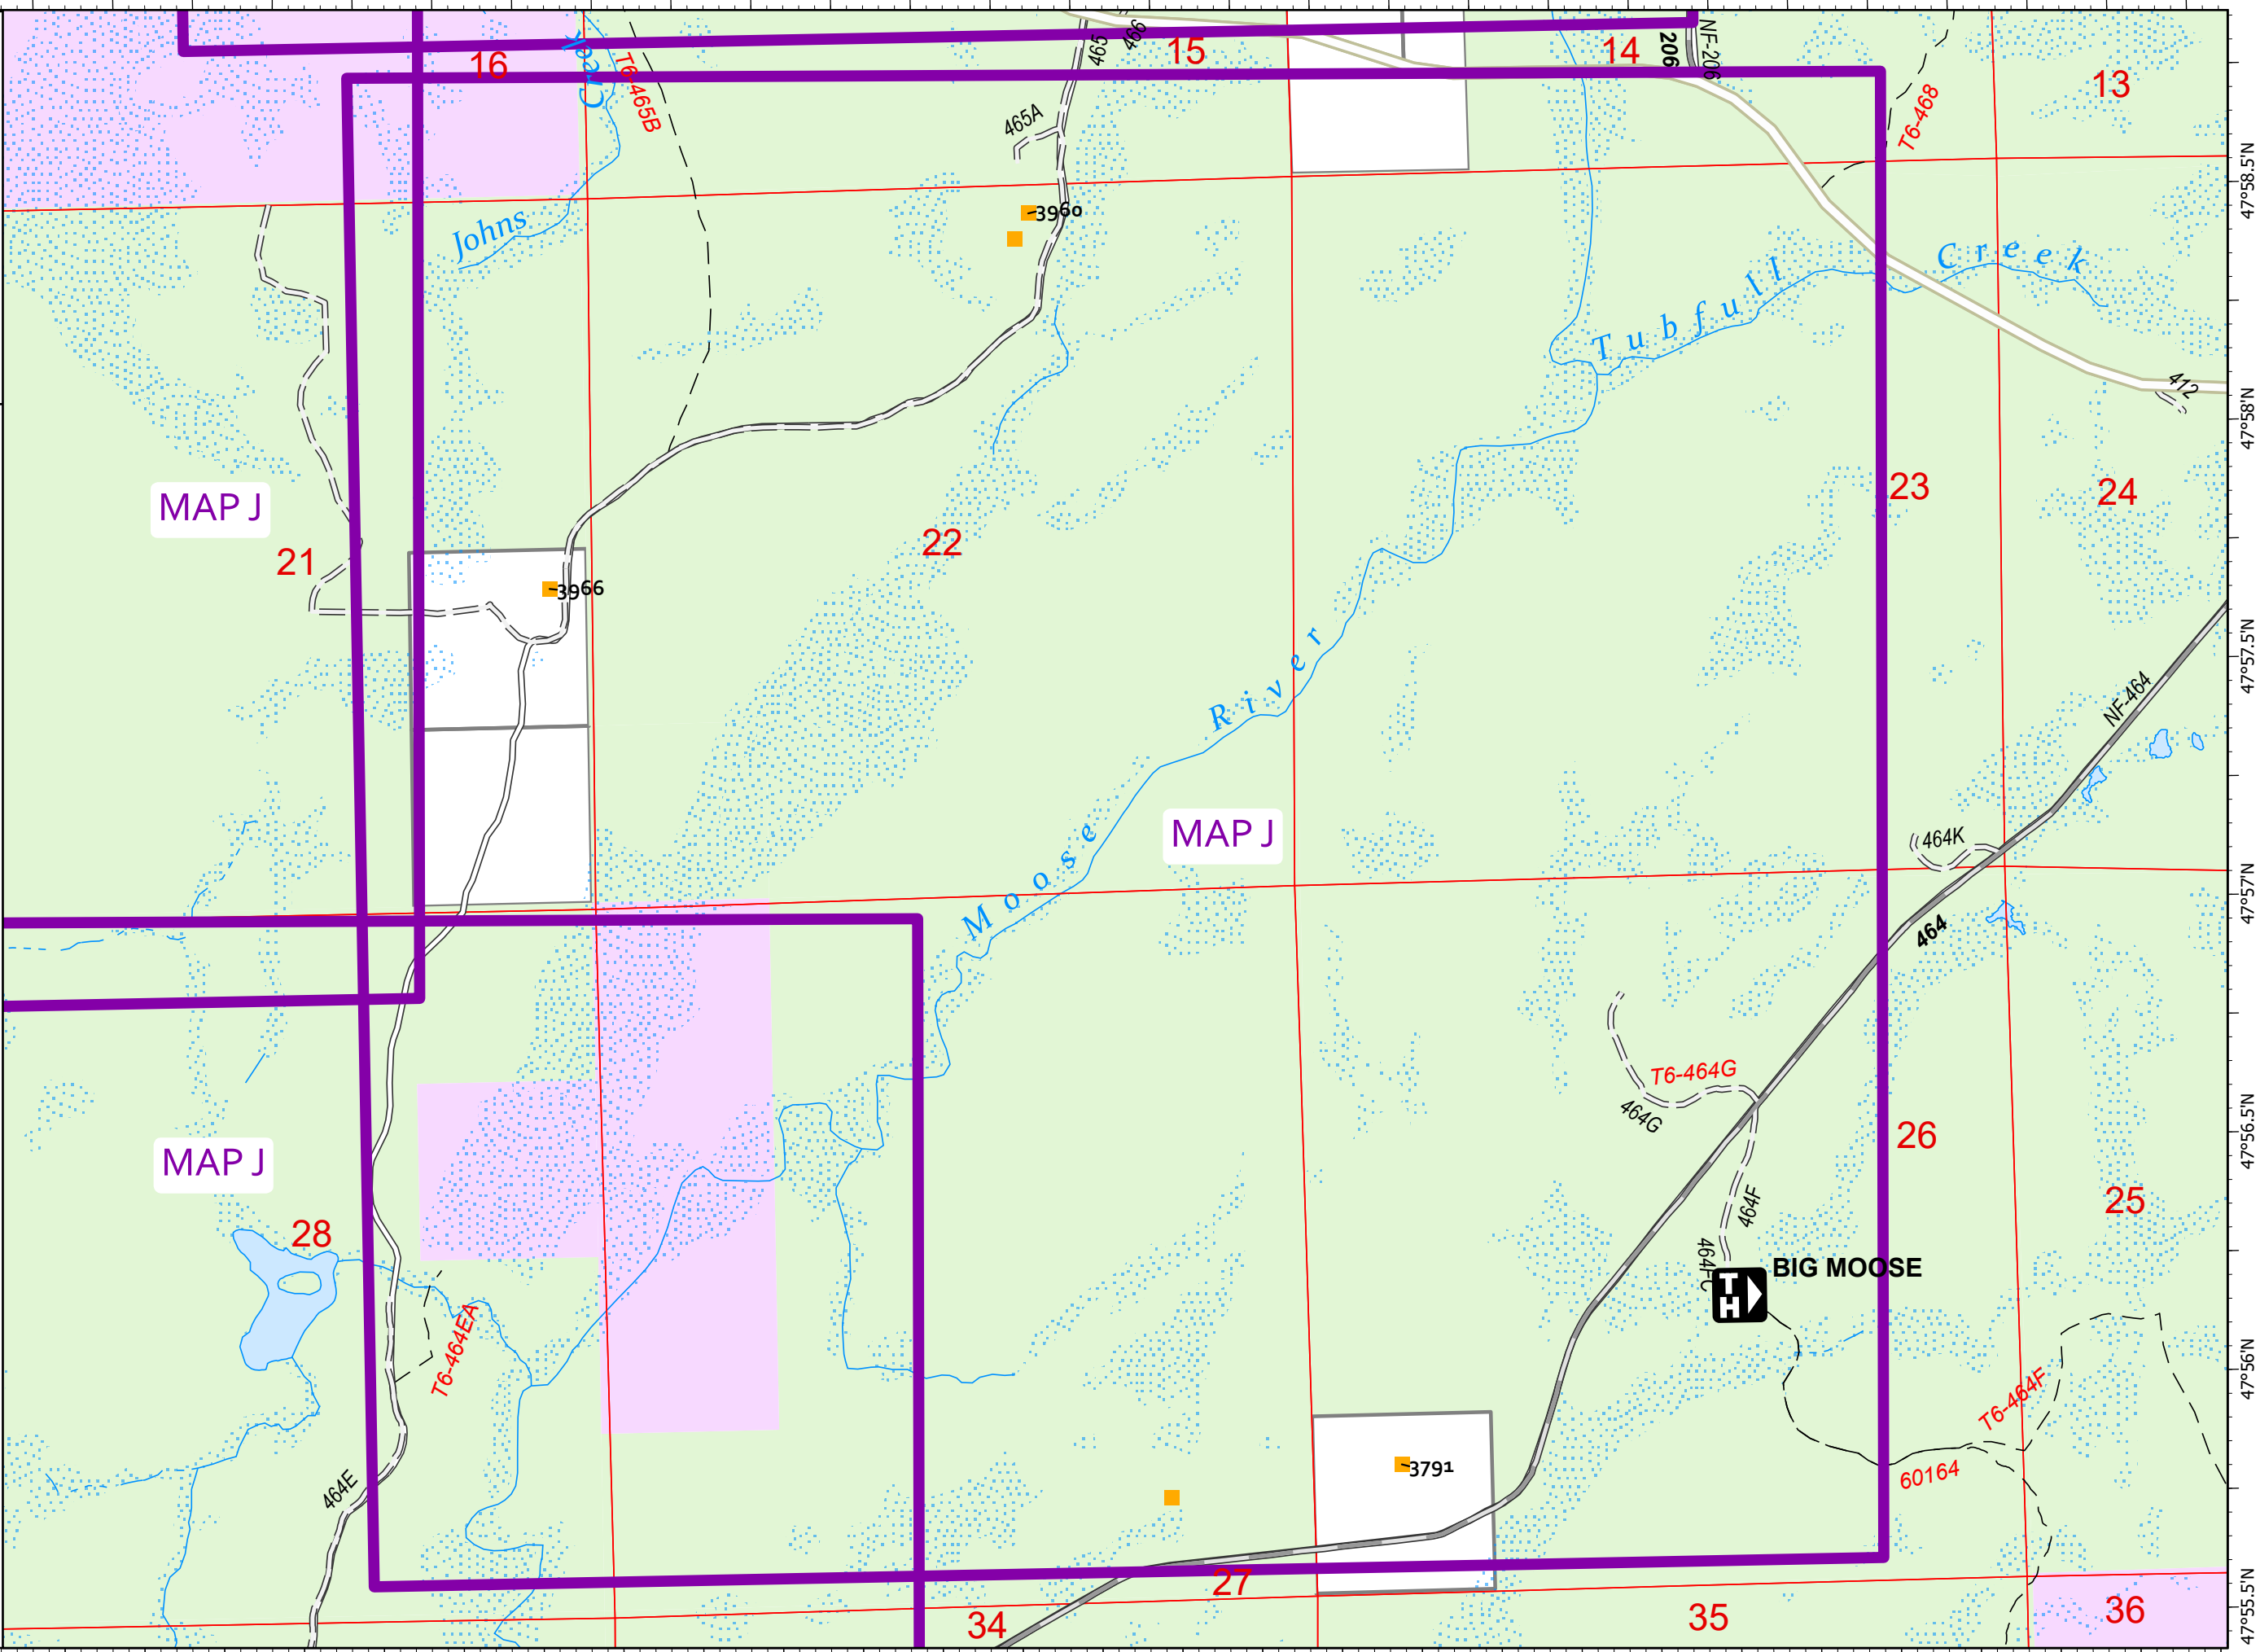 16
Creek
T6-465B
465
466
15
14
206
NF-206
13
T6-468
465A
47°58.5'N
3960
Johns
Tubfull Creek
412
47°58'N
MAP J
21
22
23
24
3966
47°57.5'N
NF-464
Moose River
MAP J
464K
47°57'N
464
T6-464G
464G
26
47°56.5'N
MAP J
28
464F
464FC
25
TH
BIG MOOSE
T6-464EA
T6-464F
47°56'N
464E
3791
60164
27
34
35
36
47°55.5'N